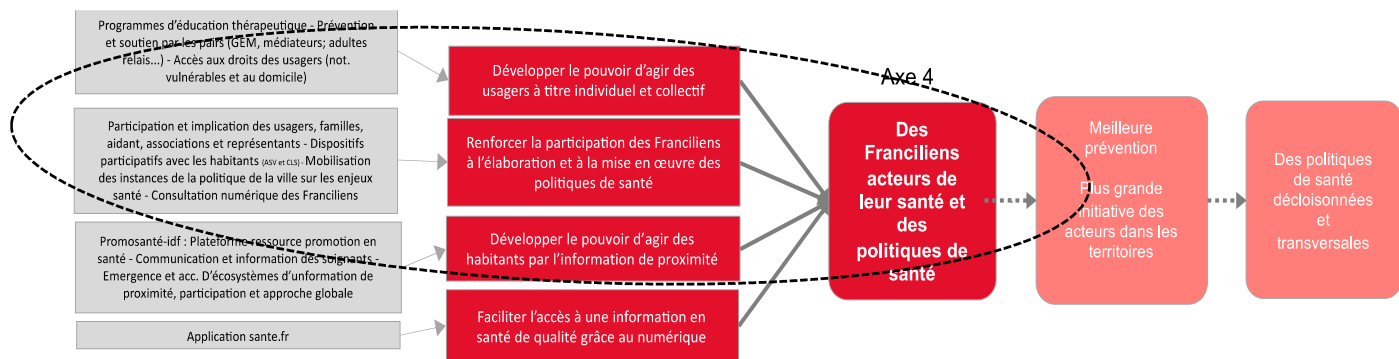 Programmes d'éducation thérapeutique - Prévention
et soutien par les pairs (GEM, médiateurs; adultes
relais...) - Accès aux droits des usagers (not.
vulnérables et au domicile)
Développer le pouvoir d'agir des
usagers à titre individuel et collectif
Participation et implication des usagers, familles,
aidant, associations et représentants - Dispositifs
participatifs avec les habitants (ASV et CLS) - Mobilisation
des instances de la politique de la ville sur les enjeux
santé - Consultation numérique des Franciliens
Renforcer la participation des Franciliens
à l'élaboration et à la mise en œuvre des
politiques de santé
Promosanté-idf : Plateforme ressource promotion en
santé - Communication et information des soignants -
Emergence et acc. D'écosystèmes d'unformation de
proximité, participation et approche globale
Développer le pouvoir d'agir des
habitants par l'information de proximité
Application sante.fr
Faciliter l'accès à une information en
santé de qualité grâce au numérique
Axe 4
Des
Franciliens
acteurs de
leur santé et
des
politiques de
santé
Meilleure
prévention
Plus grande
initiative des
acteurs dans les
territoires
Des politiques
de santé
décloisonnées
et
transversales